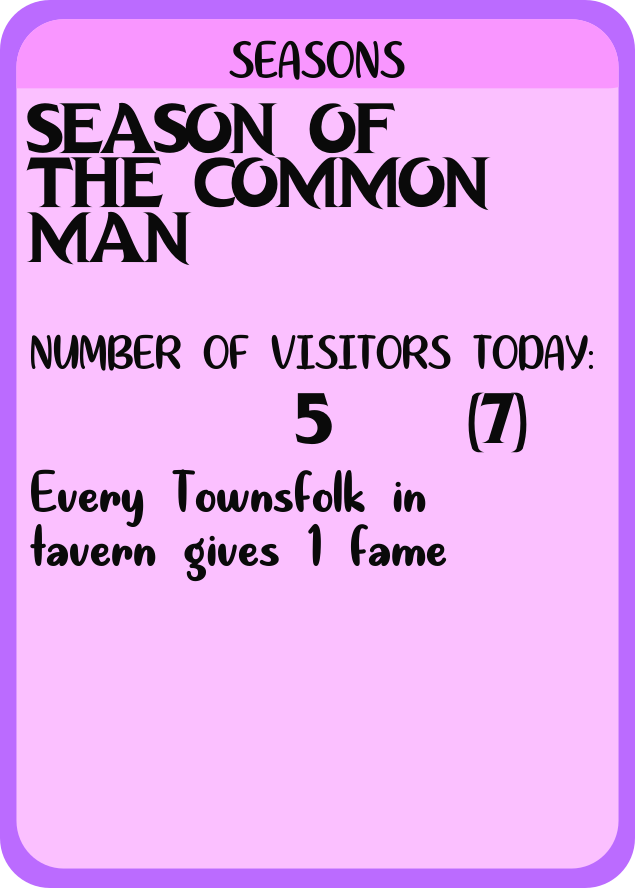 SEASONS
SEASON OF
THE COMMON
MAN
NUMBER OF VISITORS TODAY:
5 (7)
Every Townsfolk in
tavern gives 1 fame